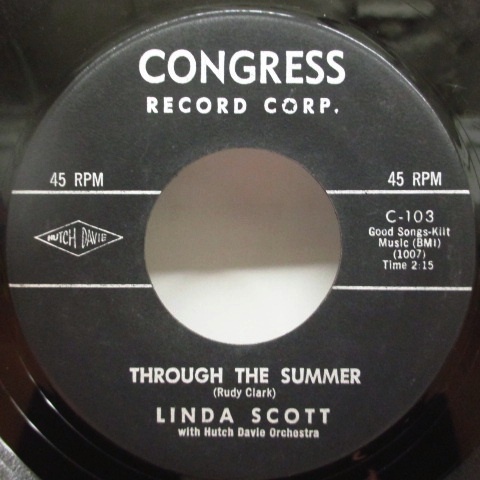 CONGRESS
RECORD CORP.
45 RPM
45 RPM
HUTCH DAVIE
C-103
Good Songs-Kiit
Music (BMI)
(1007)
Time 2:15
THROUGH THE SUMMER
(Rudy Clark)
LINDA SCOTT
with Hutch Davie Orchestra